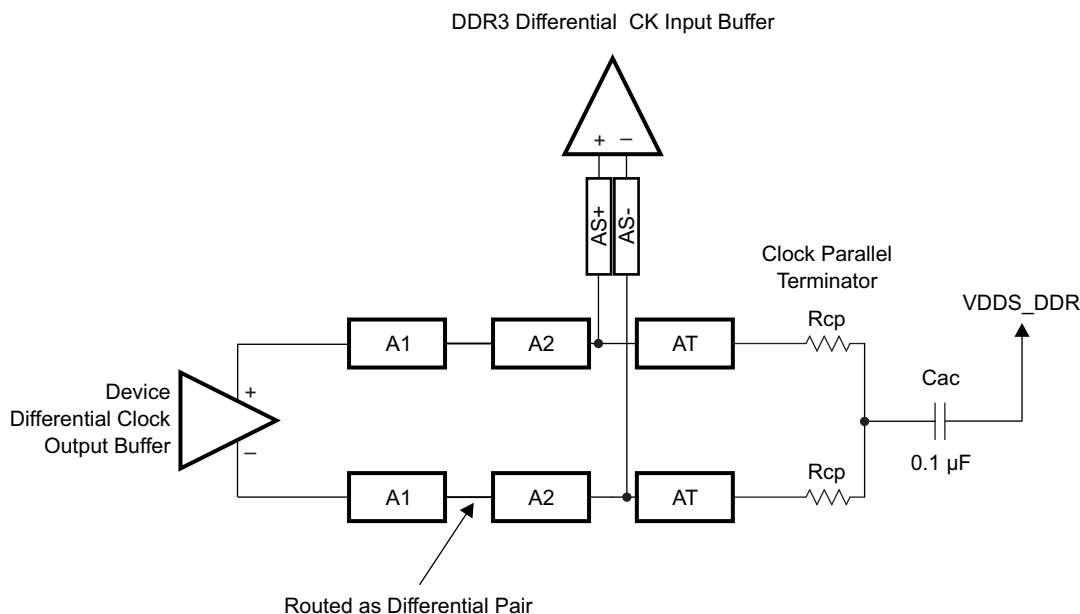 DDR3 Differential CK Input Buffer
+ −
AS+
AS-
Clock Parallel
Terminator
VDDS_DDR
Rcp
A1
A2
AT
Cac
Device
Differential Clock
Output Buffer
+
−
0.1 µF
Rcp
A1
A2
AT
Routed as Differential Pair